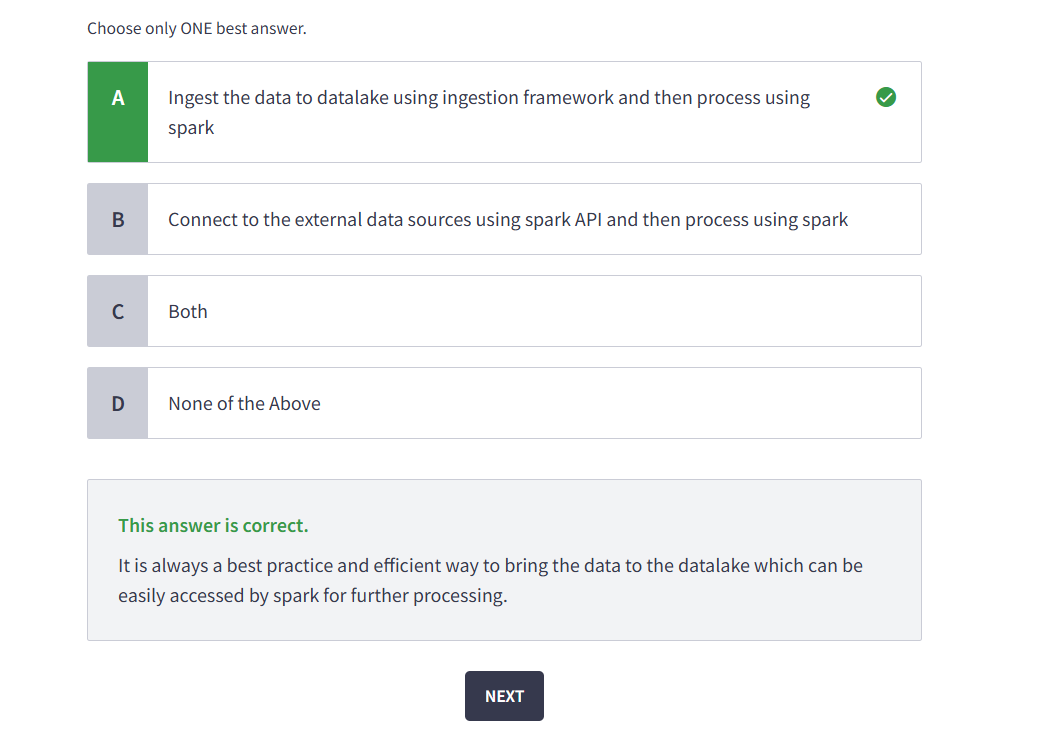 Choose only ONE best answer.
A
Ingest the data to datalake using ingestion framework and then process using
spark
B
Connect to the external data sources using spark API and then process using spark
C
Both
D
None of the Above
This answer is correct.
It is always a best practice and efficient way to bring the data to the datalake which can be
easily accessed by spark for further processing.
NEXT